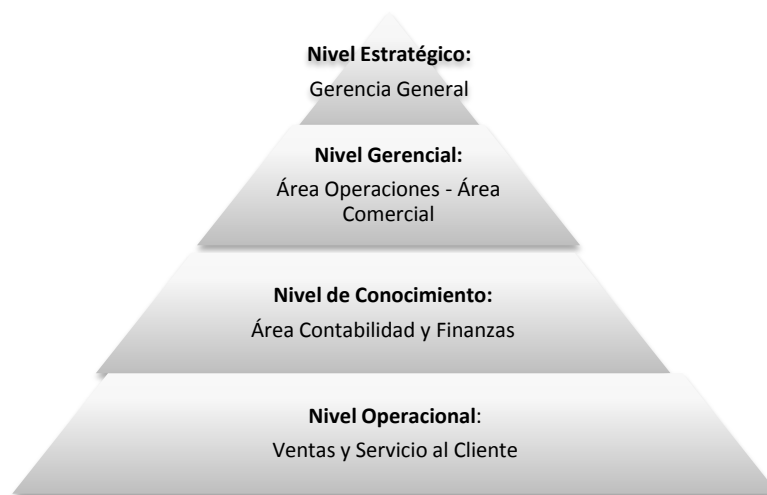 Nivel Estratégico:
Gerencia General
Nivel Gerencial:
Área Operaciones - Área
Comercial
Nivel de Conocimiento:
Área Contabilidad y Finanzas
Nivel Operacional:
Ventas y Servicio al Cliente